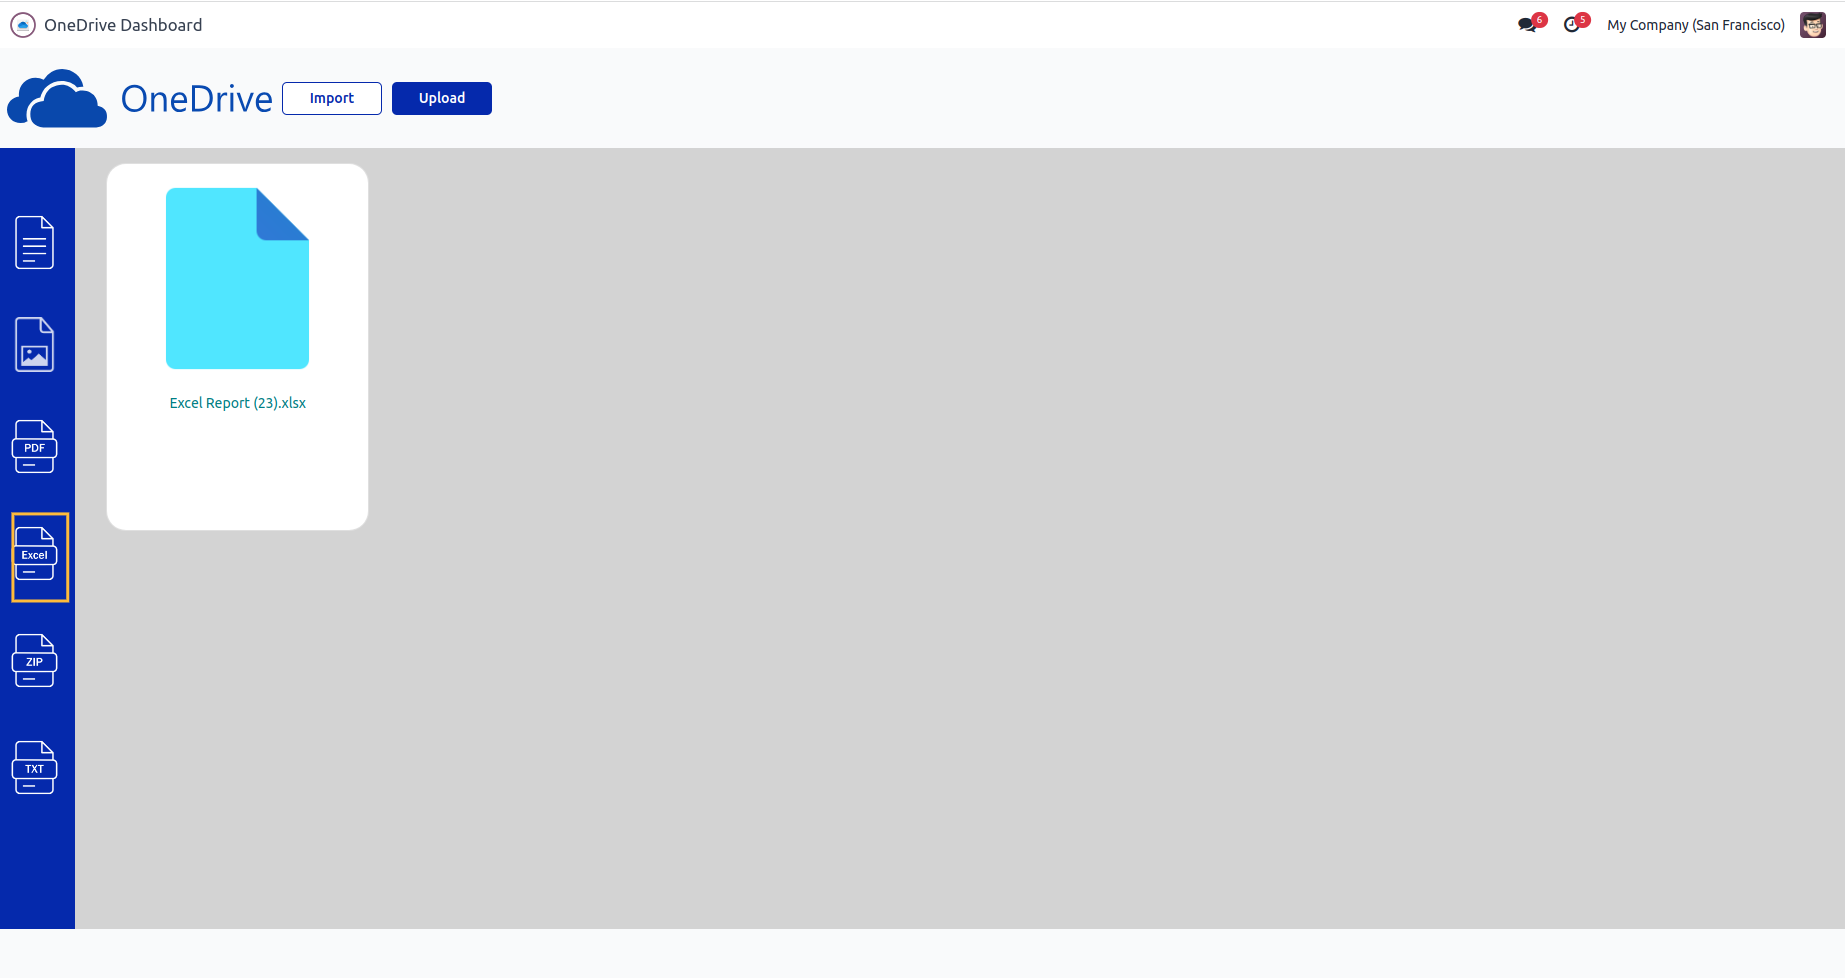 OneDrive Dashboard
6
5
My Company (San Francisco)
OneDrive
Import
Upload
Excel Report (23).xlsx
PDF
Excel
ZIP
TXT